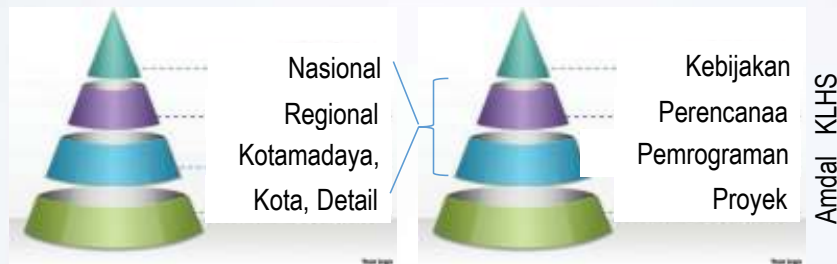 Nasional
Regional
Kotamadaya,
Kota, Detail
Kebijakan
Perencanaa
Pemrograman
Proyek
Amdal KLHS